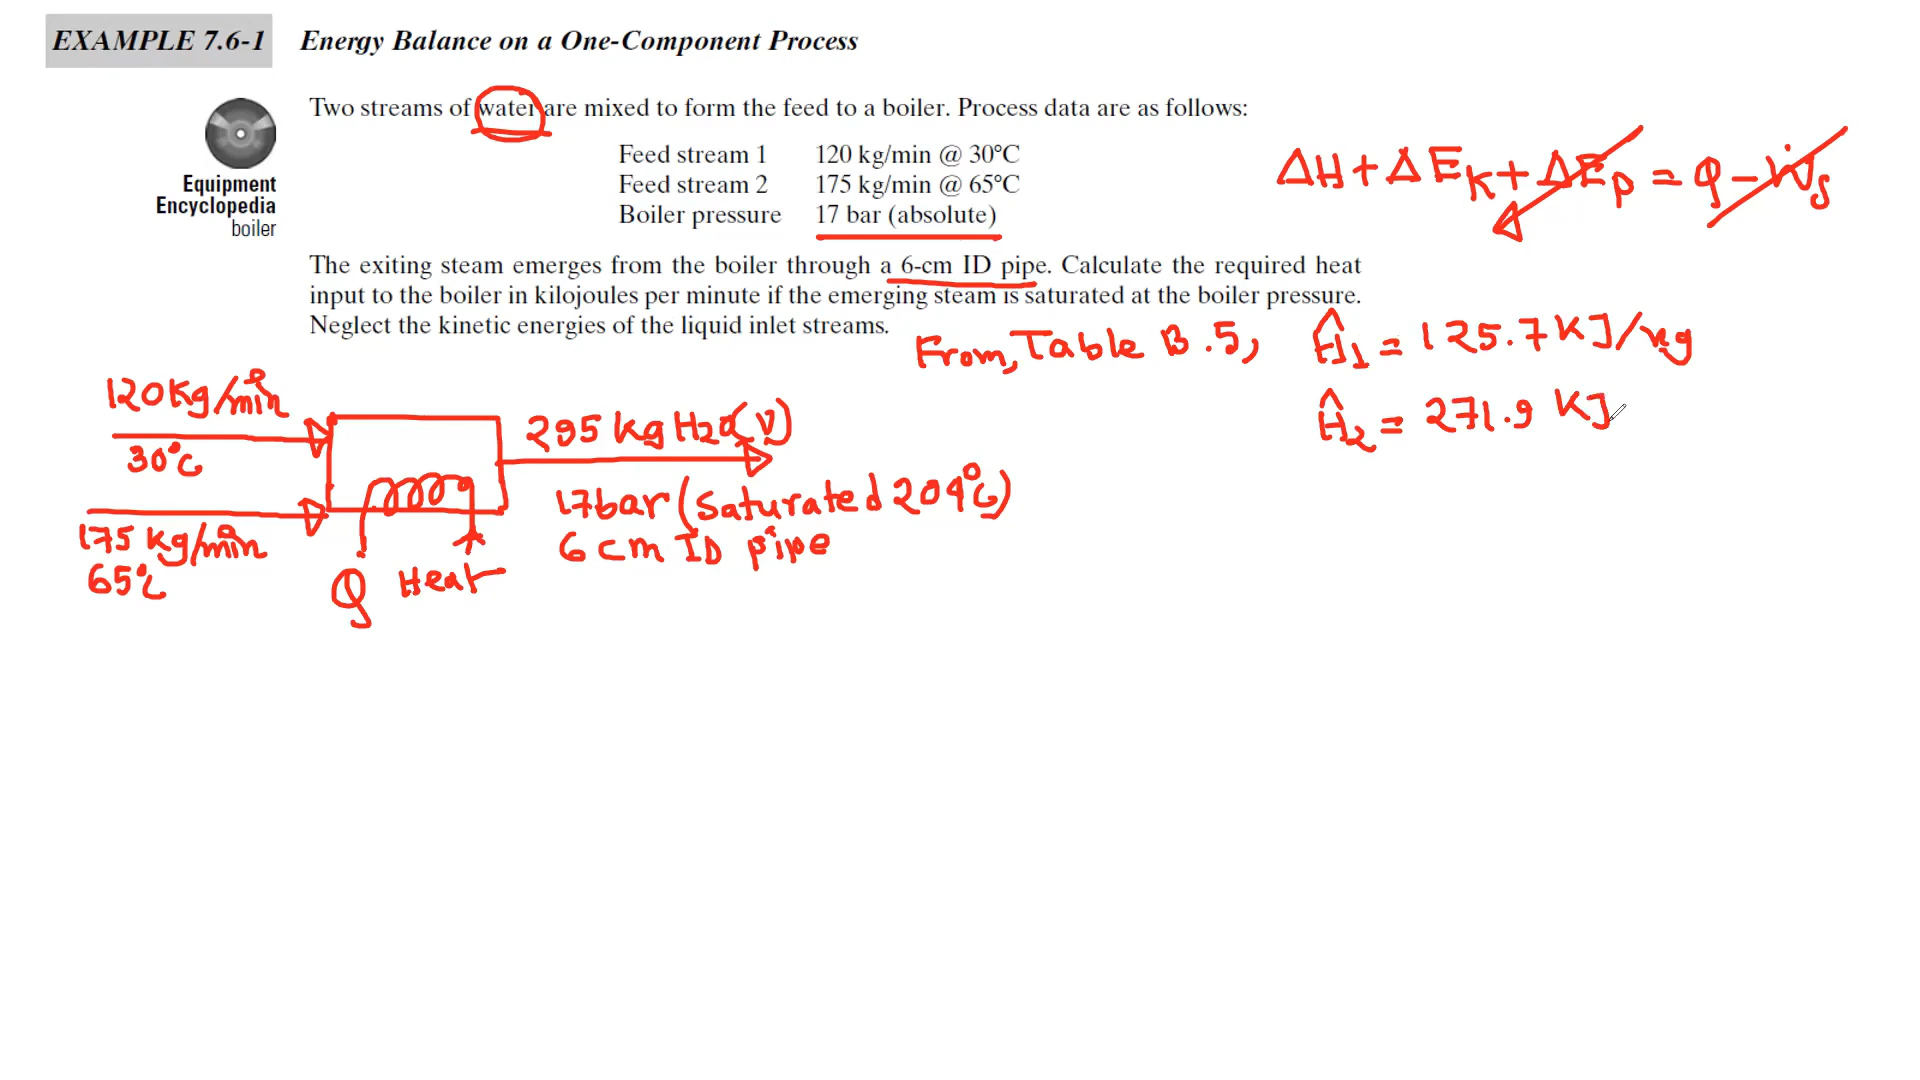 EXAMPLE 7.6-1 Energy Balance on a One-Component Process
Equipment
Encyclopedia
boiler
Two streams of water are mixed to form the feed to a boiler. Process data are as follows:
Feed stream 1 120 kg/min @ 30°C
Feed stream 2 175 kg/min @ 65°C
Boiler pressure 17 bar (absolute)
The exiting steam emerges from the boiler through a 6-cm ID pipe. Calculate the required heat
input to the boiler in kilojoules per minute if the emerging steam is saturated at the boiler pressure.
Neglect the kinetic energies of the liquid inlet streams.
ΔH + ΔEK + ΔEP = Q - Ẇs
From, Table B.5, Ĥ1 = 125.7 KJ/kg
Ĥ2 = 271.9 KJ
120 kg/min
30°C
175 kg/min
65°C
Q Heat
295 kg H2O(V)
17bar (saturated 204°C)
6 cm ID pipe